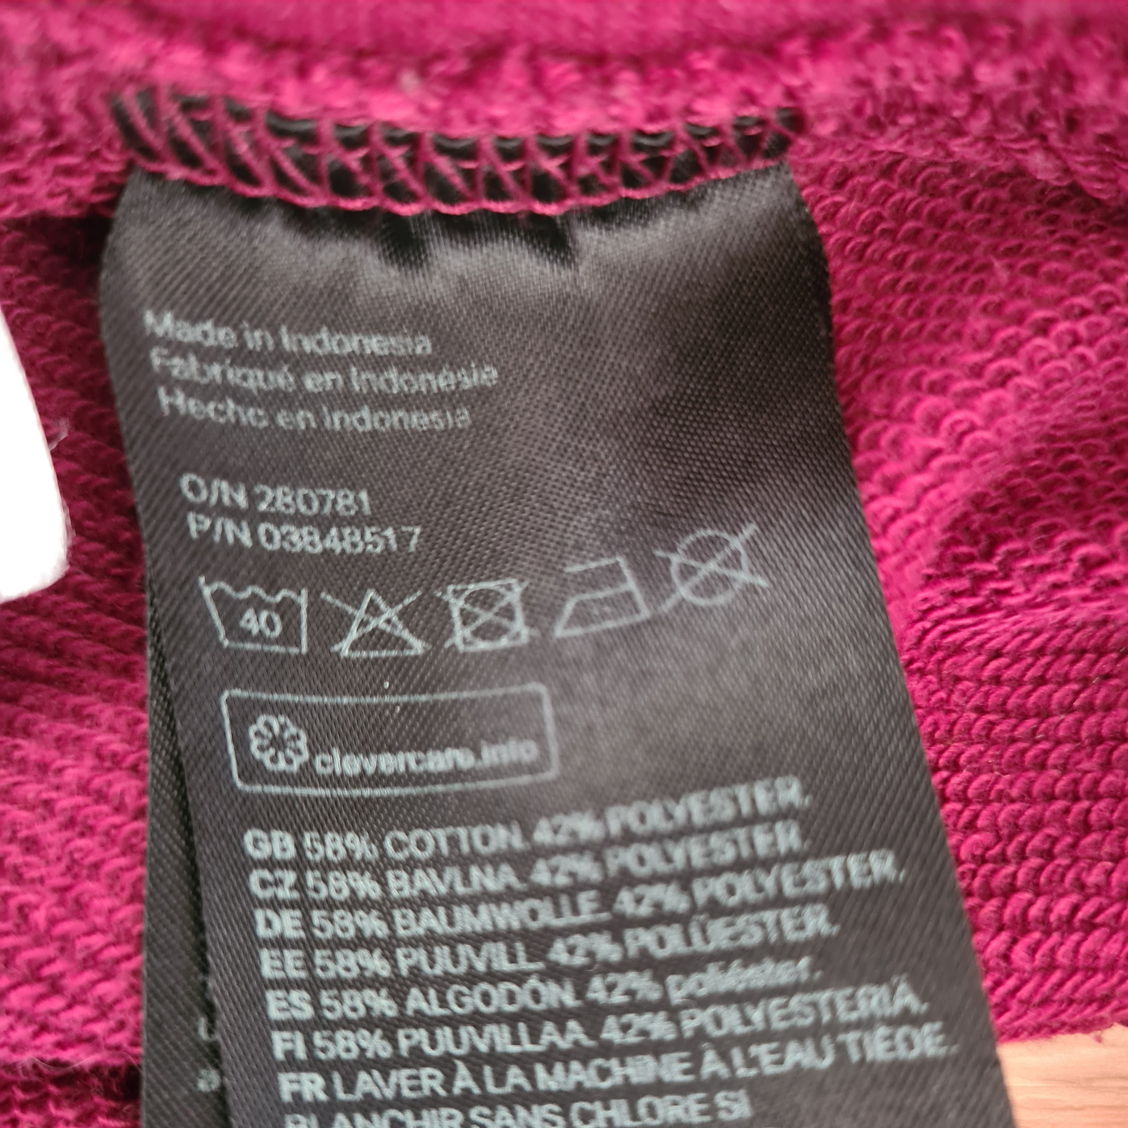 Made in Indonesia
Fabriqué en Indonésie
Hecho en Indonesia
O/N 280781
P/N 03848517
40
clevercare.info
GB 58% COTTON. 42% POLYESTER.
CZ 58% BAVLNA. 42% POLYESTER.
DE 58% BAUMWOLLE. 42% POLYESTER.
EE 58% PUUVILL. 42% POLÜESTER.
ES 58% ALGODÓN. 42% poliéster.
FI 58% PUUVILLAA. 42% POLYESTERIÄ.
FR LAVER À LA MACHINE À L'EAU TIÈDE.
BLANCHIR SANS CHLORE SI